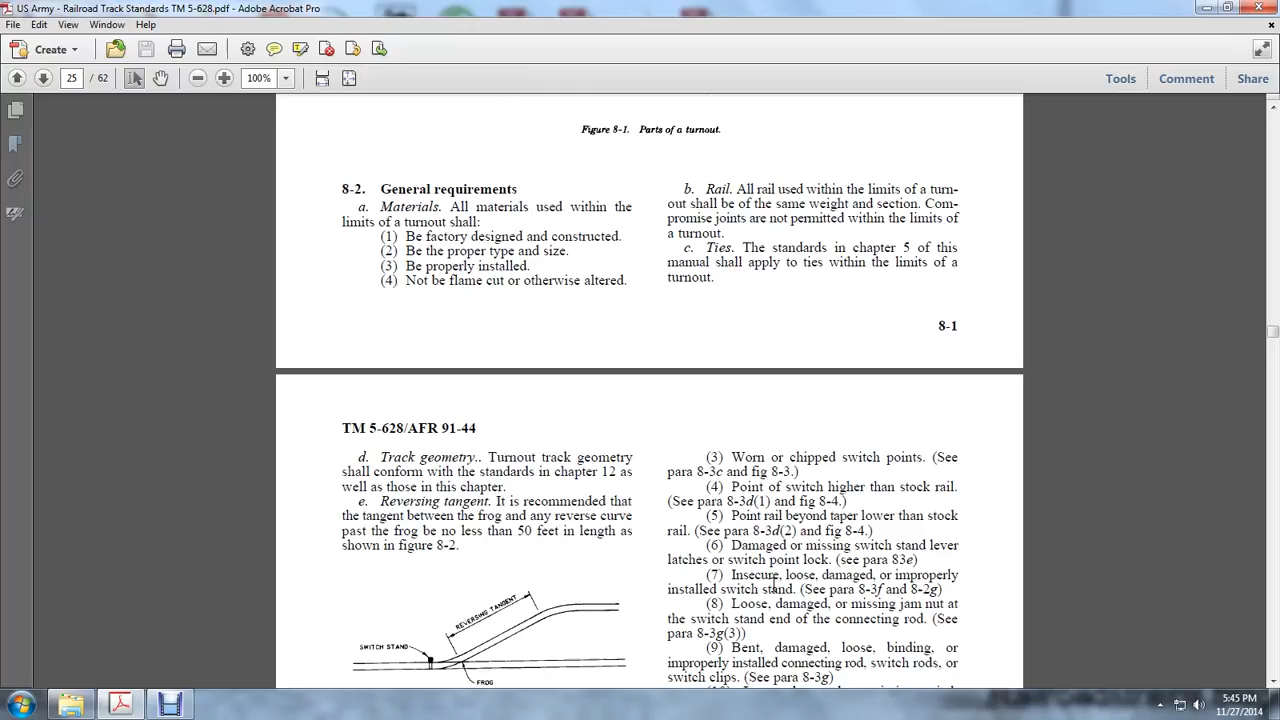 US Army - Railroad Track Standards TM 5-628.pdf - Adobe Acrobat Pro
File Edit View Window Help
Create
25 / 62
100%
Tools Comment Share
Figure 8-1. Parts of a turnout.
8-2. General requirements
a. Materials. All materials used within the
limits of a turnout shall:
(1) Be factory designed and constructed.
(2) Be the proper type and size.
(3) Be properly installed.
(4) Not be flame cut or otherwise altered.
b. Rail. All rail used within the limits of a turn-
out shall be of the same weight and section. Com-
promise joints are not permitted within the limits of
a turnout.
c. Ties. The standards in chapter 5 of this
manual shall apply to ties within the limits of a
turnout.
8-1
TM 5-628/AFR 91-44
d. Track geometry.. Turnout track geometry
shall conform with the standards in chapter 12 as
well as those in this chapter.
e. Reversing tangent. It is recommended that
the tangent between the frog and any reverse curve
past the frog be no less than 50 feet in length as
shown in figure 8-2.
REVERSING TANGENT
SWITCH STAND
FROG
(3) Worn or chipped switch points. (See
para 8-3c and fig 8-3.)
(4) Point of switch higher than stock rail.
(See para 8-3d(1) and fig 8-4.)
(5) Point rail beyond taper lower than stock
rail. (See para 8-3d(2) and fig 8-4.)
(6) Damaged or missing switch stand lever
latches or switch point lock. (see para 83e)
(7) Insecure, loose, damaged, or improperly
installed switch stand. (See para 8-3f and 8-2g)
(8) Loose, damaged, or missing jam nut at
the switch stand end of the connecting rod. (See
para 8-3g(3))
(9) Bent, damaged, loose, binding, or
improperly installed connecting rod, switch rods, or
switch clips. (See para 8-3g)
5:45 PM
11/27/2014